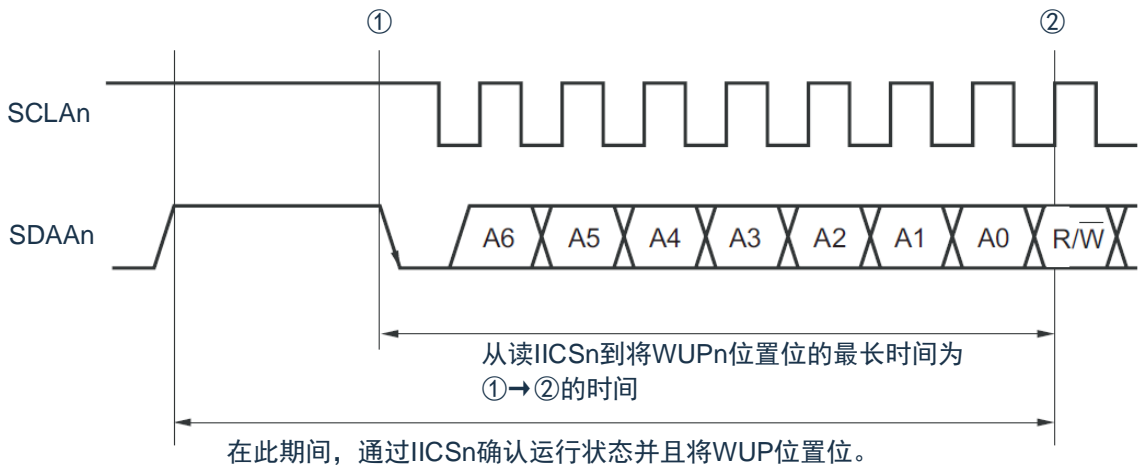 ① ②
SCLAn
SDAAn A6 A5 A4 A3 A2 A1 A0 R/W̅
从读IICSn到将WUPn位置位的最长时间为
①→②的时间
在此期间，通过IICSn确认运行状态并且将WUP位置位。